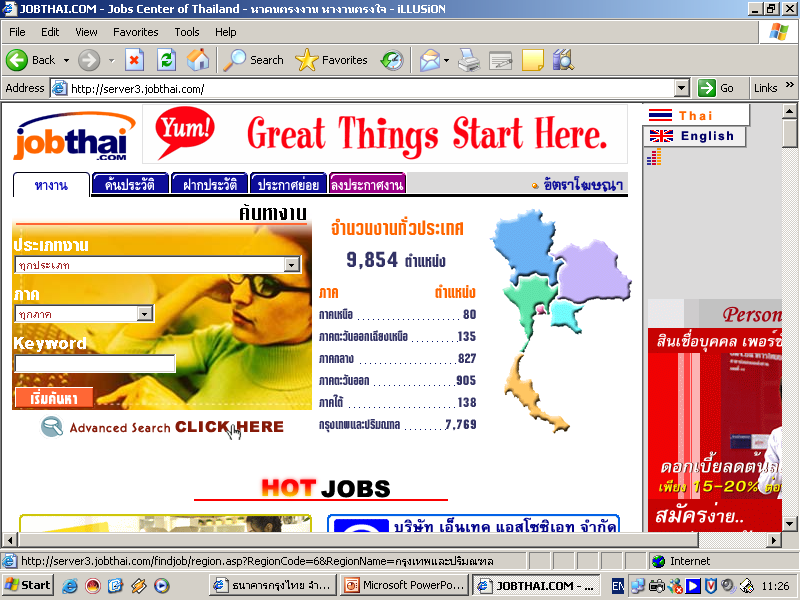 JOBTHAI.COM - Jobs Center of Thailand - หาคนตรงงาน หางานตรงใจ - iLLUSiON
File Edit View Favorites Tools Help
Back Search Favorites
Address http://server3.jobthai.com/ Go Links »
jobthai.COM
Yum! Great Things Start Here.
Thai
English
หางาน ค้นประวัติ ฝากประวัติ ประกาศย่อย ลงประกาศงาน อัตราโฆษณา
ค้นหางาน
ประเภทงาน
ทุกประเภท
ภาค
ทุกภาค
Keyword
เริ่มค้นหา
Advanced Search CLICK HERE
จำนวนงานทั่วประเทศ
9,854 ตำแหน่ง
ภาค ตำแหน่ง
ภาคเหนือ 80
ภาคตะวันออกเฉียงเหนือ 135
ภาคกลาง 827
ภาคตะวันออก 905
ภาคใต้ 138
กรุงเทพและปริมณฑล 7,769
Person
สินเชื่อบุคคล เพอร์ซั
ดอกเบี้ยลดต้น
เพียง 15-20% ต่อ
สมัครง่าย..
HOT JOBS
บริษัท เอ็นเทค แอสโซซิเอท จำกัด
http://server3.jobthai.com/findjob/region.asp?RegionCode=6&RegionName=กรุงเทพและปริมณฑล Internet
Start ธนาคารกรุงไทย จำ... Microsoft PowerPo... JOBTHAI.COM - ... EN 11:26